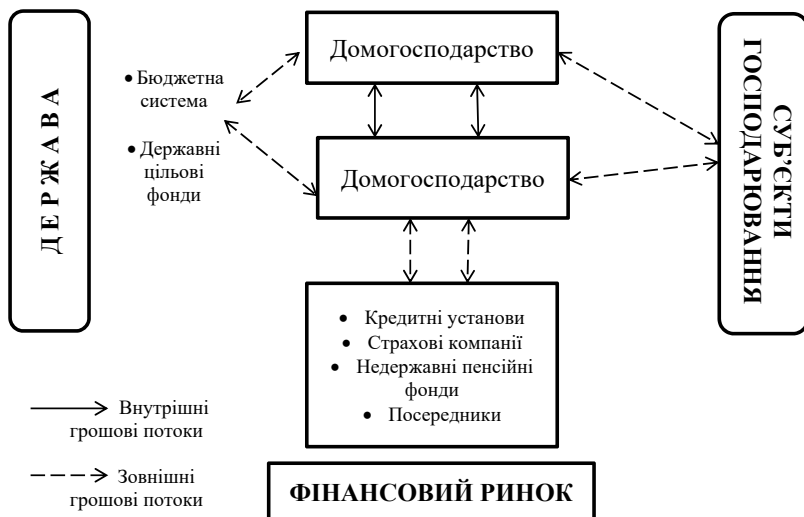 ДЕРЖАВА
• Бюджетна
система
• Державні
цільові
фонди
Домогосподарство
Домогосподарство
СУБ’ЄКТИ
ГОСПОДАРЮВАННЯ
• Кредитні установи
• Страхові компанії
• Недержавні пенсійні
фонди
• Посередники
Внутрішні
грошові потоки
Зовнішні
грошові потоки
ФІНАНСОВИЙ РИНОК